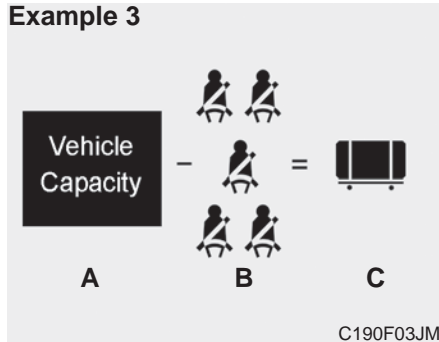 Example 3
Vehicle
Capacity
-
=
A
B
C
C190F03JM